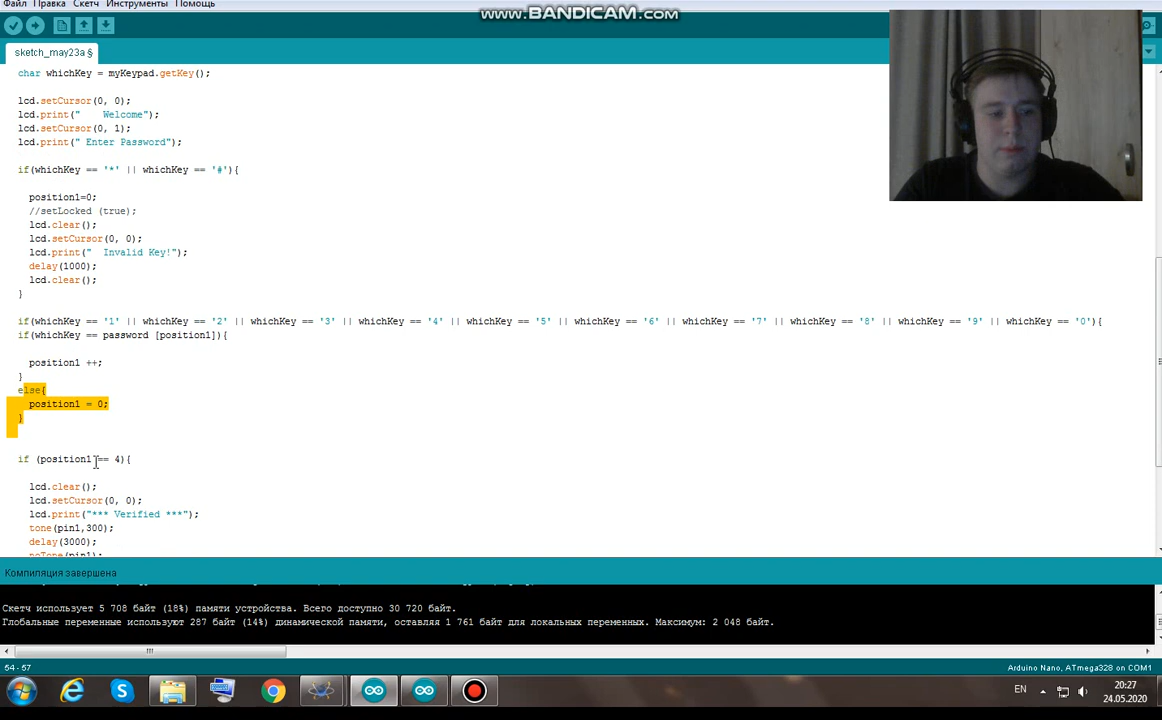 Файл Правка Скетч Инструменты Помощь
www.BANDICAM.com
sketch_may23a §
char whichKey = myKeypad.getKey();
lcd.setCursor(0, 0);
lcd.print("    Welcome");
lcd.setCursor(0, 1);
lcd.print(" Enter Password");
if(whichKey == '*' || whichKey == '#'){
position1=0;
//setLocked (true);
lcd.clear();
lcd.setCursor(0, 0);
lcd.print("  Invalid Key!");
delay(1000);
lcd.clear();
}
if(whichKey == '1' || whichKey == '2' || whichKey == '3' || whichKey == '4' || whichKey == '5' || whichKey == '6' || whichKey == '7' || whichKey == '8' || whichKey == '9' || whichKey == '0'){
if(whichKey == password [position1]){
position1 ++;
}
else{
position1 = 0;
}
if (position1 == 4){
lcd.clear();
lcd.setCursor(0, 0);
lcd.print("*** Verified ***");
tone(pin1,300);
delay(3000);
noTone(pin1);
Компиляция завершена
Скетч использует 5 708 байт (18%) памяти устройства. Всего доступно 30 720 байт.
Глобальные переменные используют 287 байт (14%) динамической памяти, оставляя 1 761 байт для локальных переменных. Максимум: 2 048 байт.
54 - 57
Arduino Nano, ATmega328 on COM1
EN
20:27
24.05.2020